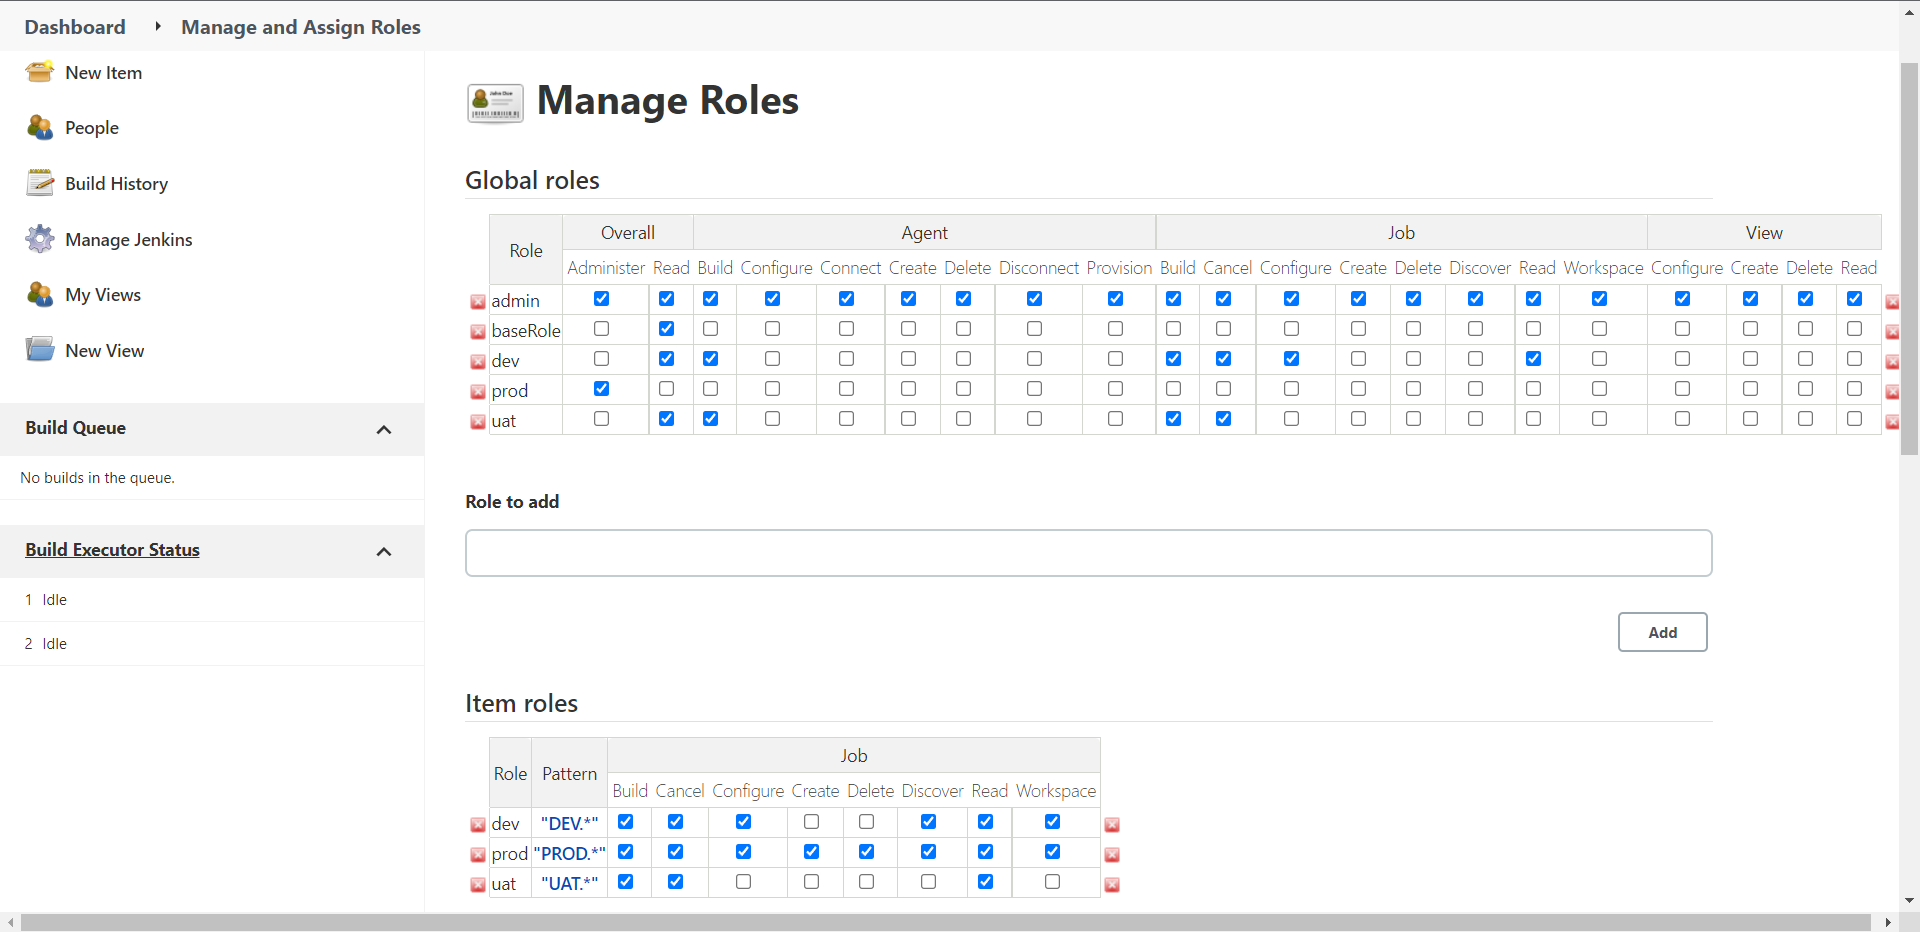 Dashboard Manage and Assign Roles
New Item
People
Build History
Manage Jenkins
My Views
New View
Build Queue
No builds in the queue.
Build Executor Status
1 Idle
2 Idle
Manage Roles
Global roles
Role Overall Agent Job View
Administer Read Build Configure Connect Create Delete Disconnect Provision Build Cancel Configure Create Delete Discover Read Workspace Configure Create Delete Read
admin
baseRole
dev
prod
uat
Role to add
Add
Item roles
Role Pattern Job
Build Cancel Configure Create Delete Discover Read Workspace
dev "DEV.*"
prod "PROD.*"
uat "UAT.*"